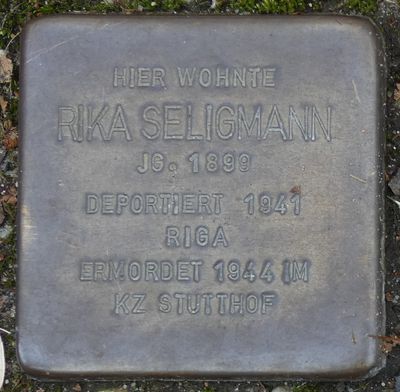 HIER WOHNTE
RIKA SELIGMANN
JG. 1899
DEPORTIERT 1941
RIGA
ERMORDET 1944 IM
KZ STUTTHOF